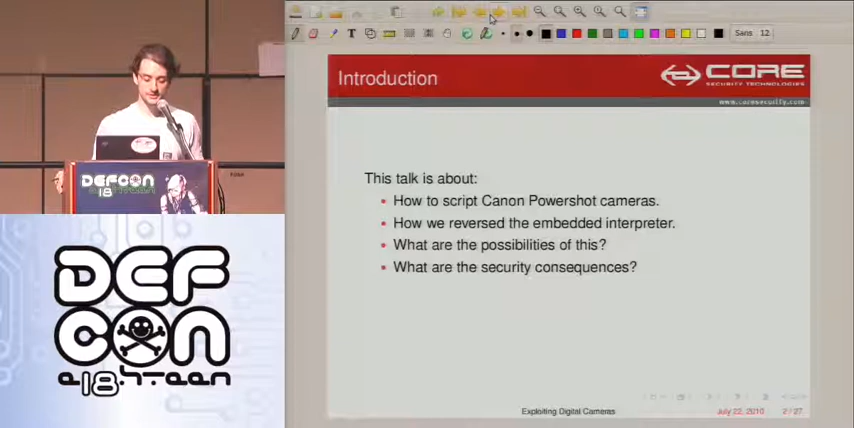 Sans 12
Introduction
CORE
SECURITY TECHNOLOGIES
www.coresecurity.com
This talk is about:
How to script Canon Powershot cameras.
How we reversed the embedded interpreter.
What are the possibilities of this?
What are the security consequences?
Exploiting Digital Cameras
July 22, 2010
2 / 27
DEFCON
18
DEF
CON
e18hteen